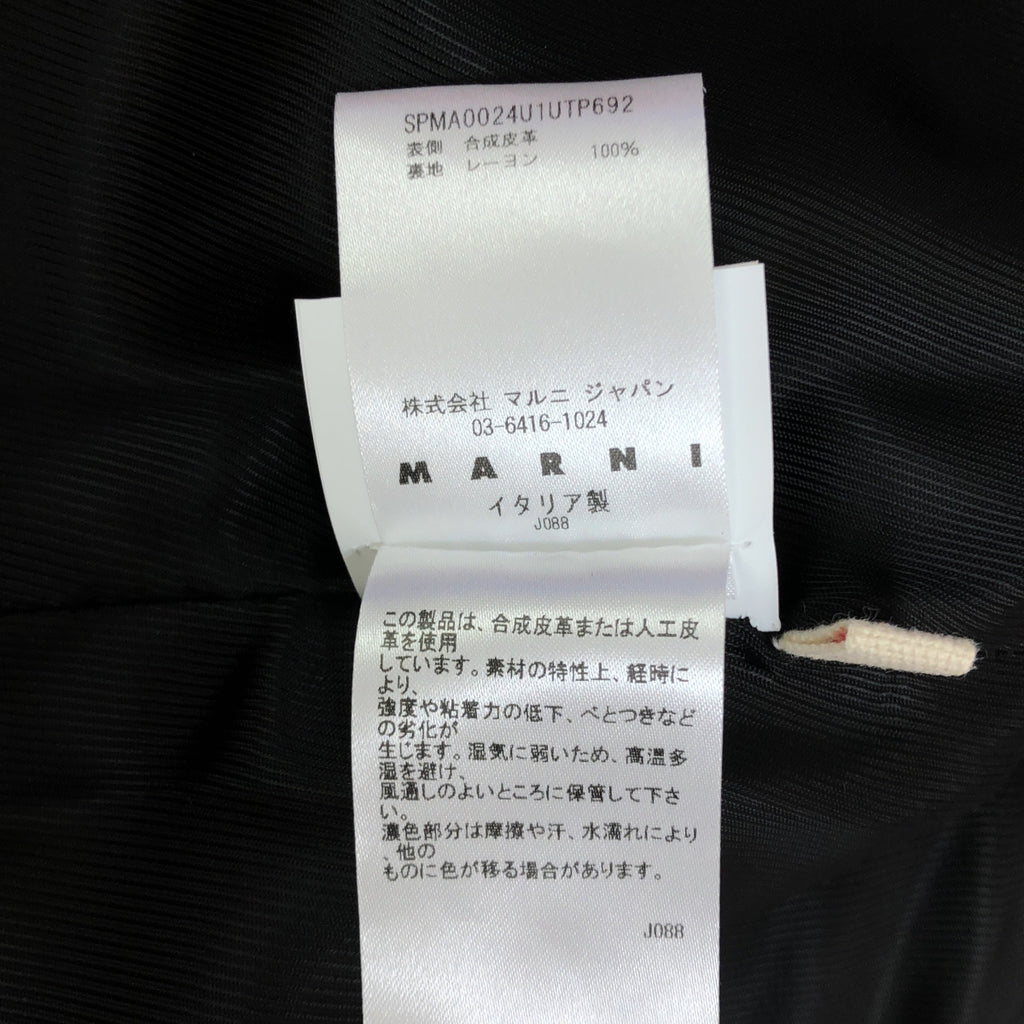 SPMA0024U1UTP692
表側 合成皮革
裏地 レーヨン 100%
株式会社 マルニ ジャパン
03-6416-1024
MARNI
イタリア製
J088
この製品は、合成皮革または人工皮
革を使用
しています。素材の特性上、経時に
より、
強度や粘着力の低下、べとつきなど
の劣化が
生じます。湿気に弱いため、高温多
湿を避け、
風通しのよいところに保管して下さ
い。
濃色部分は摩擦や汗、水濡れにより
、他の
ものに色が移る場合があります。
J088